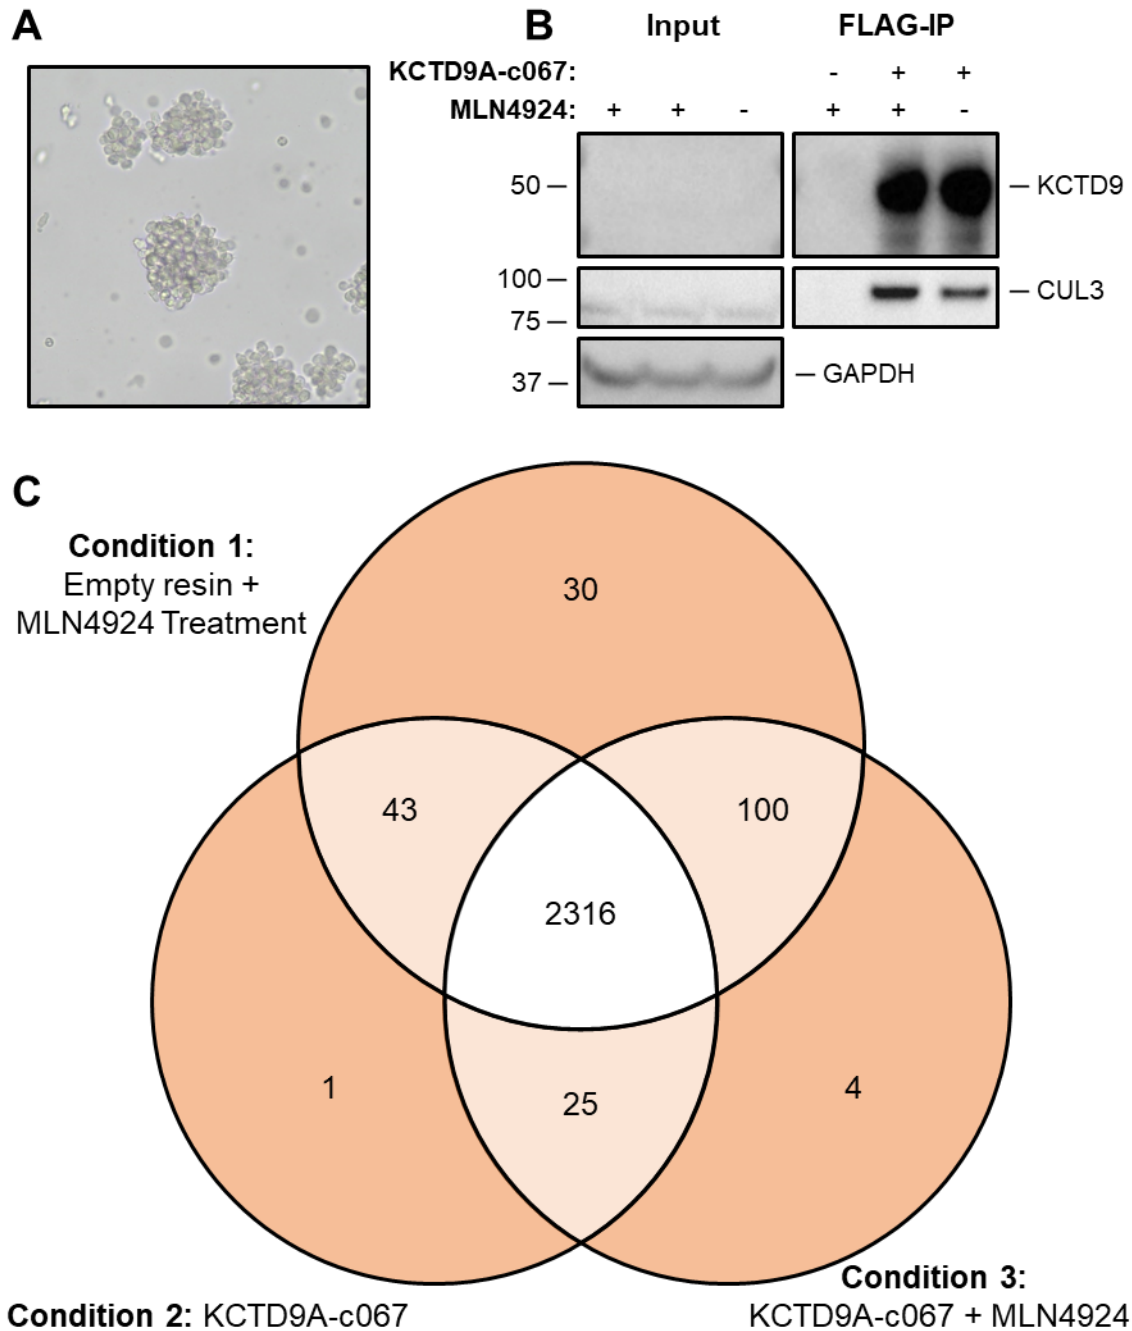 A
B
Input FLAG-IP
KCTD9A-c067: - + +
MLN4924: + + - + + -
50 KCTD9
100 CUL3
75
37 GAPDH
C
Condition 1:
Empty resin +
MLN4924 Treatment
30
43 100
2316
1 25 4
Condition 2: KCTD9A-c067
Condition 3:
KCTD9A-c067 + MLN4924